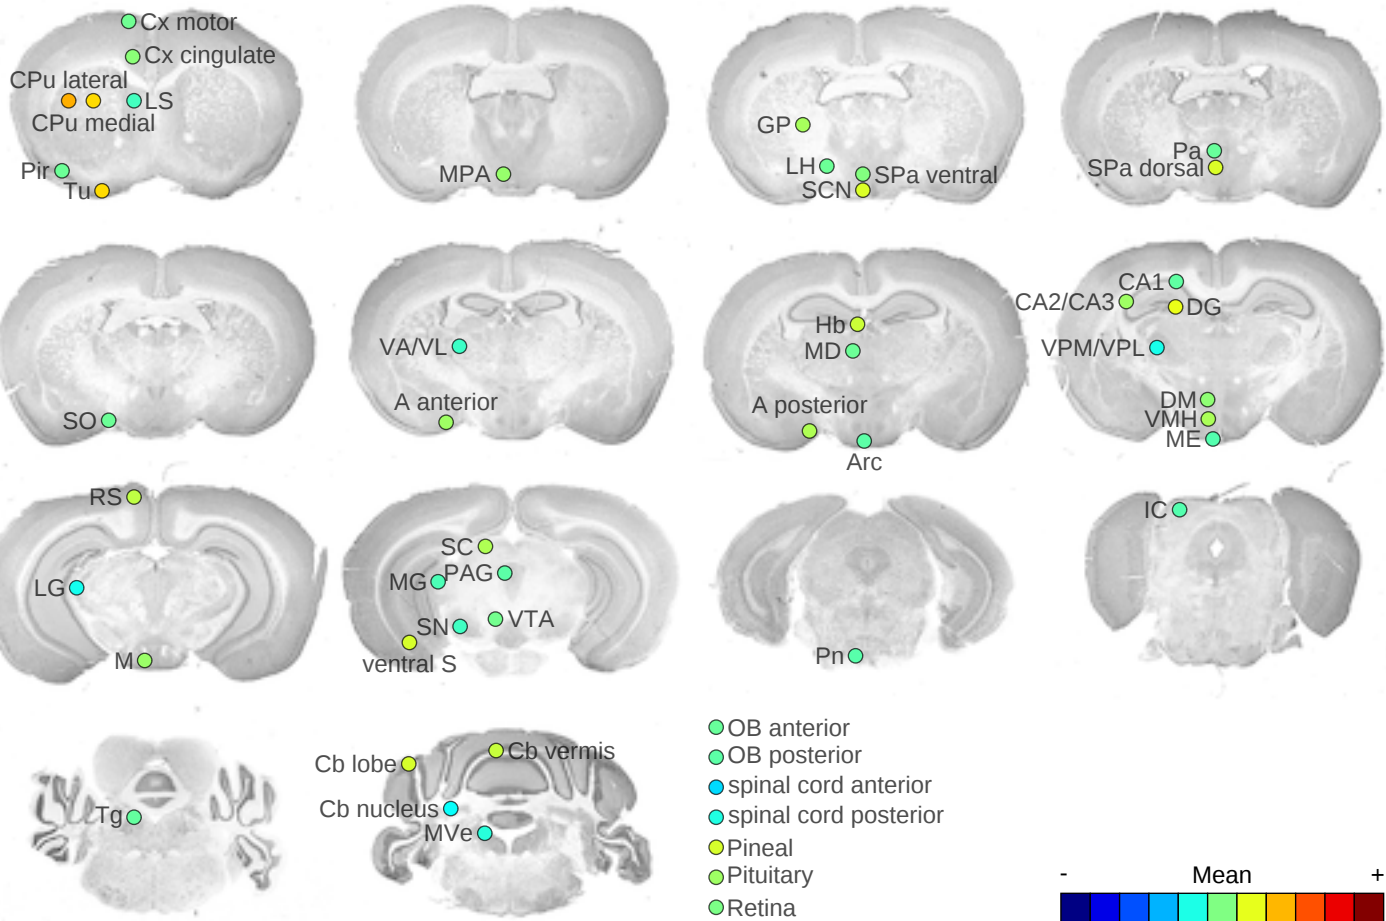 Cx motor
Cx cingulate
CPu lateral
LS
CPu medial
Pir
Tu
MPA
GP
LH
SPa ventral
SCN
Pa
SPa dorsal
SO
VA/VL
A anterior
Hb
MD
A posterior
Arc
CA1
CA2/CA3
DG
VPM/VPL
DM
VMH
ME
RS
LG
M
SC
MG
PAG
SN
VTA
ventral S
Pn
IC
Tg
Cb lobe
Cb vermis
Cb nucleus
MVe
OB anterior
OB posterior
spinal cord anterior
spinal cord posterior
Pineal
Pituitary
Retina
- Mean +